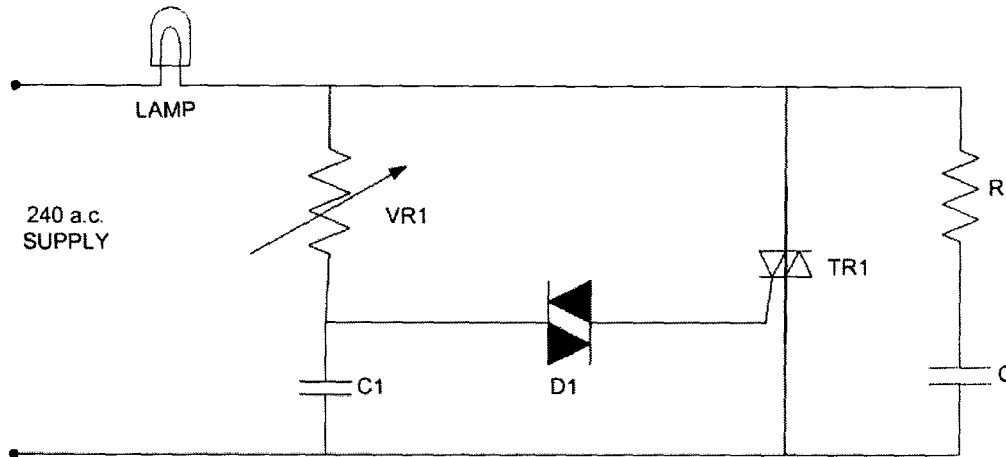 LAMP
240 a.c.
SUPPLY
VR1
R
TR1
C1
D1
C